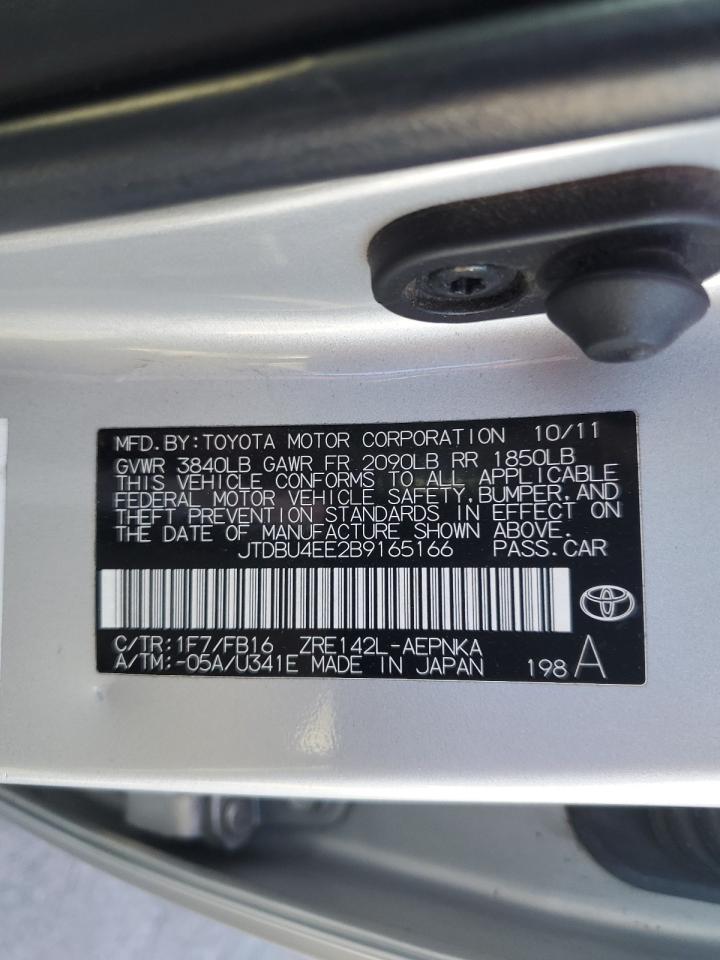 MFD.BY:TOYOTA MOTOR CORPORATION 10/11
GVWR 3840LB GAWR FR 2090LB RR 1850LB
THIS VEHICLE CONFORMS TO ALL APPLICABLE
FEDERAL MOTOR VEHICLE SAFETY,BUMPER,AND
THEFT PREVENTION STANDARDS IN EFFECT ON
THE DATE OF MANUFACTURE SHOWN ABOVE.
JTDBU4EE2B9165166 PASS.CAR
C/TR:1F7/FB16 ZRE142L-AEPNKA
A/TM:-05A/U341E MADE IN JAPAN 198 A